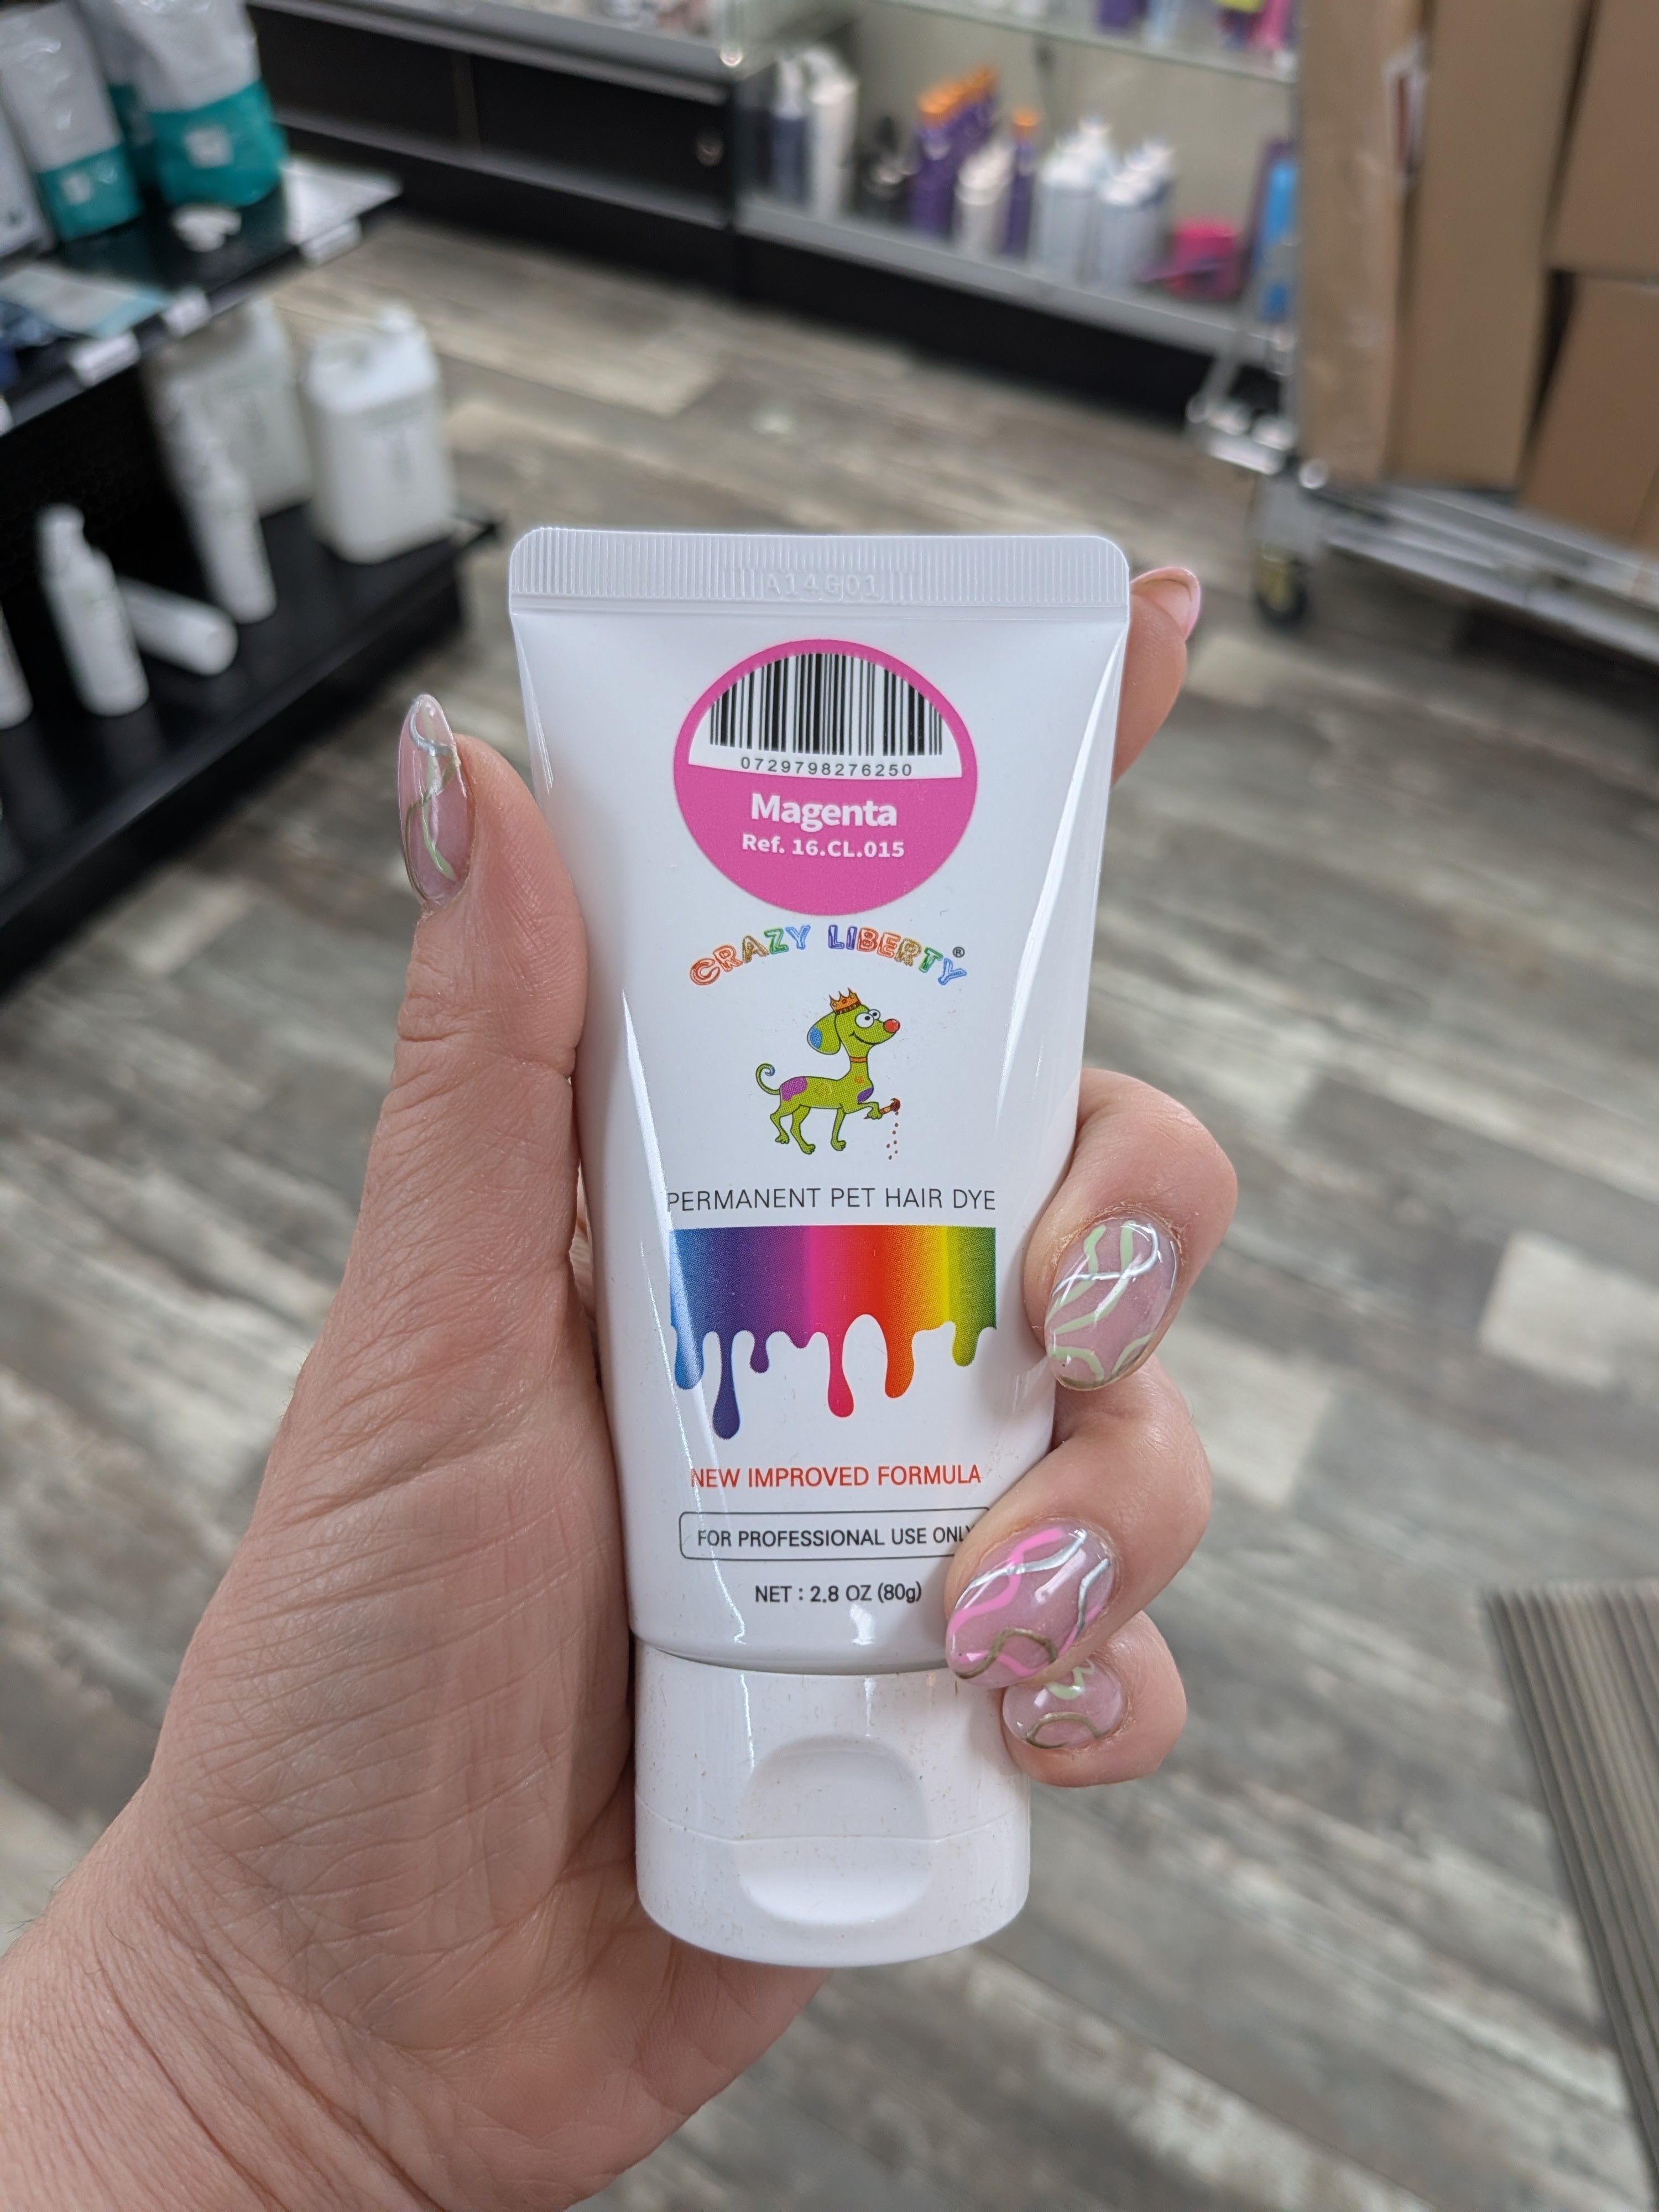 A14G01
0729798276250
Magenta
Ref. 16.CL.015
CRAZY LIBERTY®
PERMANENT PET HAIR DYE
NEW IMPROVED FORMULA
FOR PROFESSIONAL USE ONLY
NET : 2.8 OZ (80g)